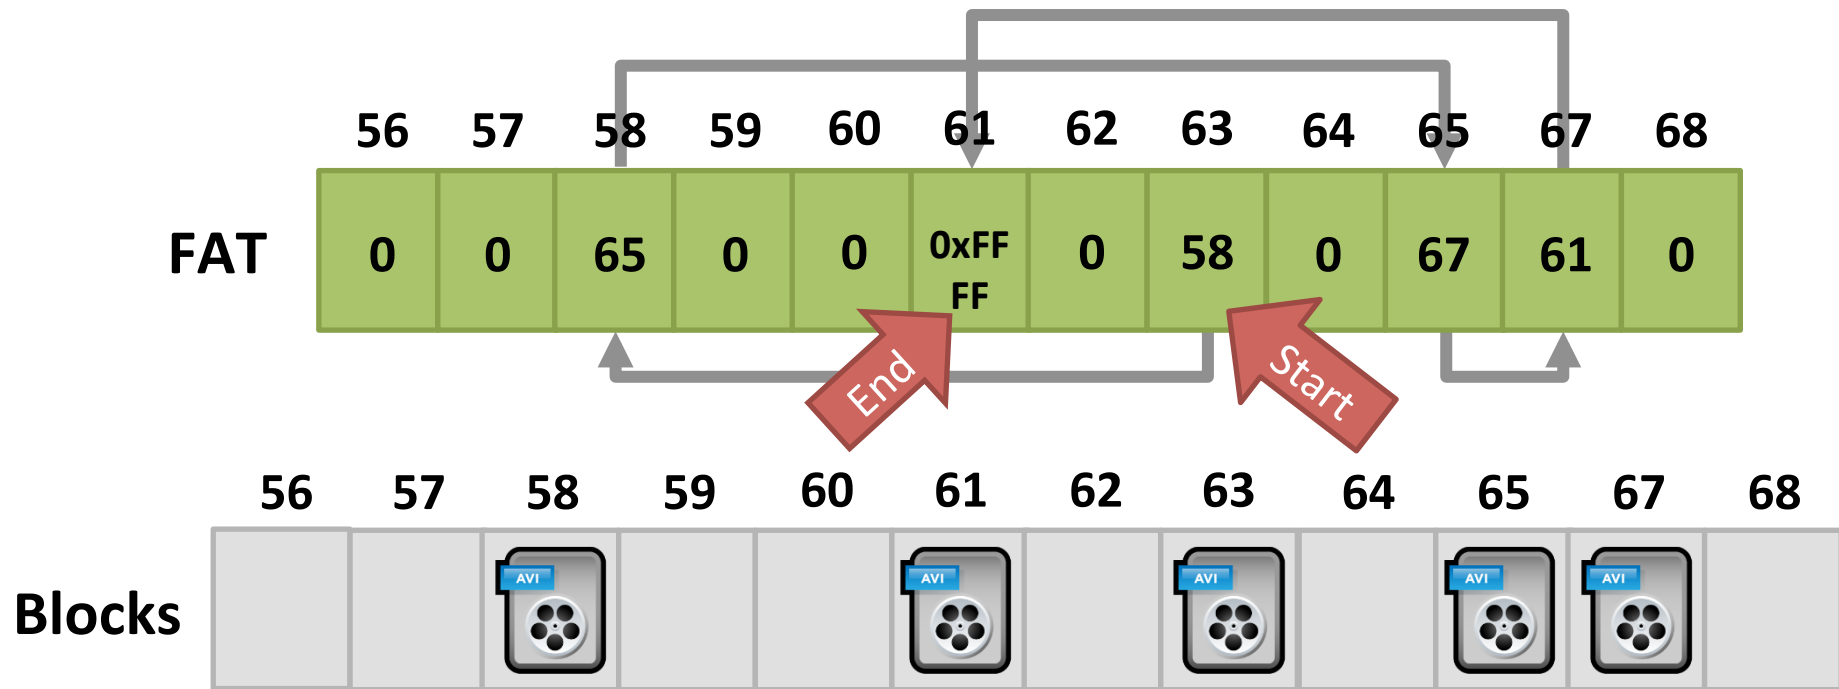 56 57 58 59 60 61 62 63 64 65 67 68
FAT 0 0 65 0 0 0xFF 0 58 0 67 61 0
FF
End
Start
56 57 58 59 60 61 62 63 64 65 67 68
AVI AVI AVI AVI AVI
Blocks